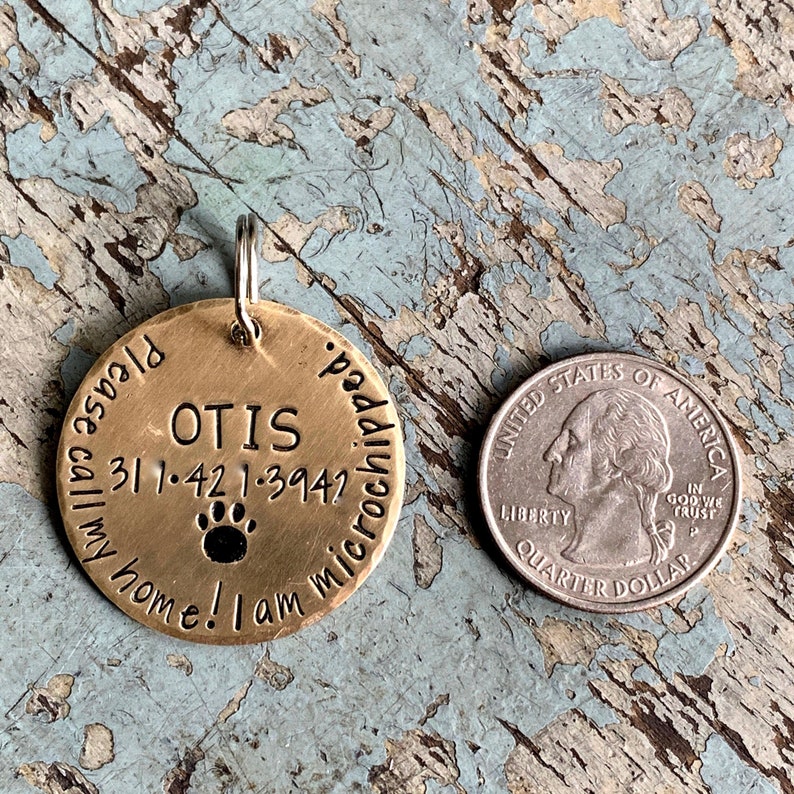 OTIS
311·421·3947
Please call my home! I am microchipped.
UNITED STATES OF AMERICA
LIBERTY
IN
GOD WE
TRUST
P
QUARTER DOLLAR